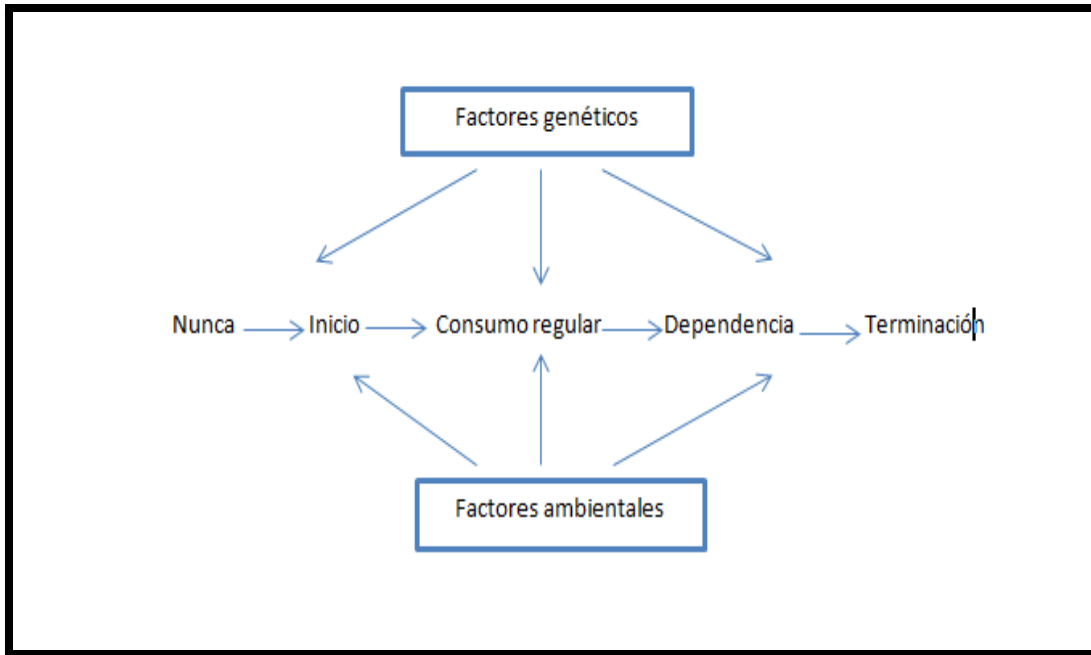 Factores genéticos
Nunca Inicio Consumo regular Dependencia Terminación
Factores ambientales